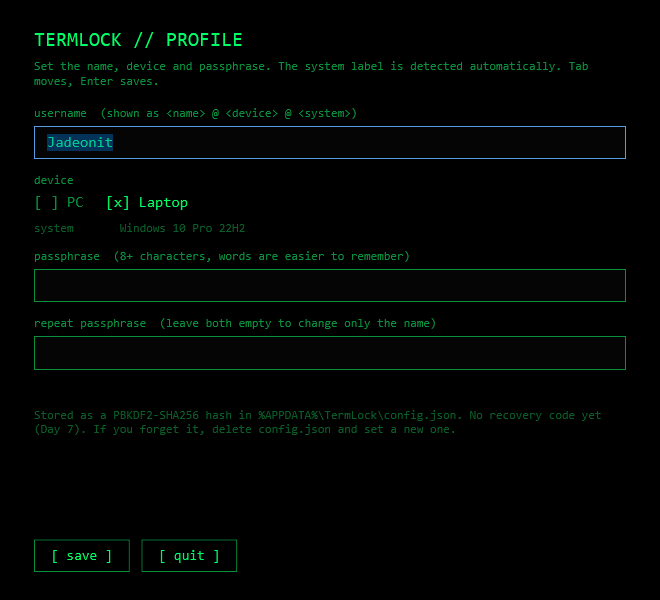 TERMLOCK // PROFILE
Set the name, device and passphrase. The system label is detected automatically. Tab
moves, Enter saves.
username  (shown as <name> @ <device> @ <system>)
Jadeonit
device
[ ] PC   [x] Laptop
system   Windows 10 Pro 22H2
passphrase  (8+ characters, words are easier to remember)
repeat passphrase  (leave both empty to change only the name)
Stored as a PBKDF2-SHA256 hash in %APPDATA%\TermLock\config.json. No recovery code yet
(Day 7). If you forget it, delete config.json and set a new one.
[ save ]   [ quit ]